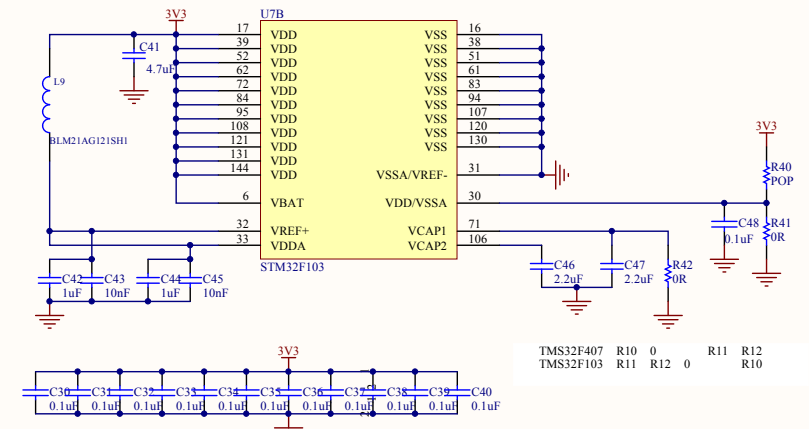 3V3
U7B
17 VDD VSS 16
39 VDD VSS 38
52 VDD VSS 51
62 VDD VSS 61
72 VDD VSS 83
84 VDD VSS 94
95 VDD VSS 107
108 VDD VSS 120
121 VDD VSS 130
131 VDD
144 VDD VSSA/VREF- 31
6 VBAT VDD/VSSA 30
32 VREF+ VCAP1 71
33 VDDA VCAP2 106
STM32F103
C41
4.7uF
L9
BLM21AG121SH1
3V3
R40
POP
C48
0.1uF
R41
0R
C42 C43 C44 C45
1uF 10nF 1uF 10nF
C46 C47 R42
2.2uF 2.2uF 0R
TMS32F407 R10 0 R11 R12
TMS32F103 R11 R12 0 R10
3V3
C30 C31 C32 C33 C34 C35 C36 C37 C38 C39 C40
0.1uF 0.1uF 0.1uF 0.1uF 0.1uF 0.1uF 0.1uF 0.1uF 0.1uF 0.1uF 0.1uF